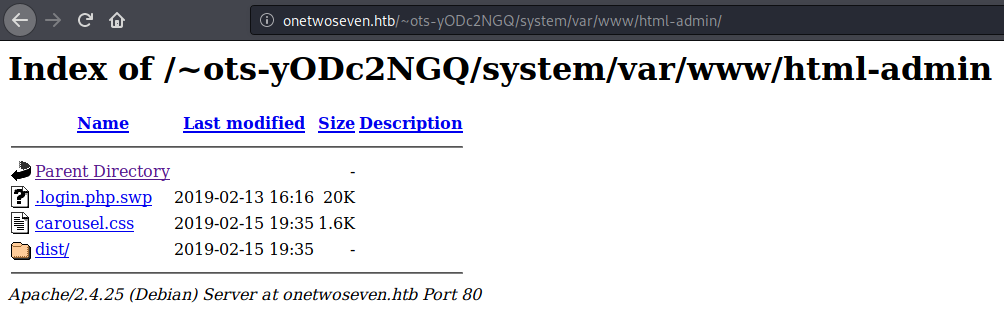 onetwoseven.htb/~ots-yODc2NGQ/system/var/www/html-admin/
Index of /~ots-yODc2NGQ/system/var/www/html-admin
Name Last modified Size Description
Parent Directory -
.login.php.swp 2019-02-13 16:16 20K
carousel.css 2019-02-15 19:35 1.6K
dist/ 2019-02-15 19:35 -
Apache/2.4.25 (Debian) Server at onetwoseven.htb Port 80